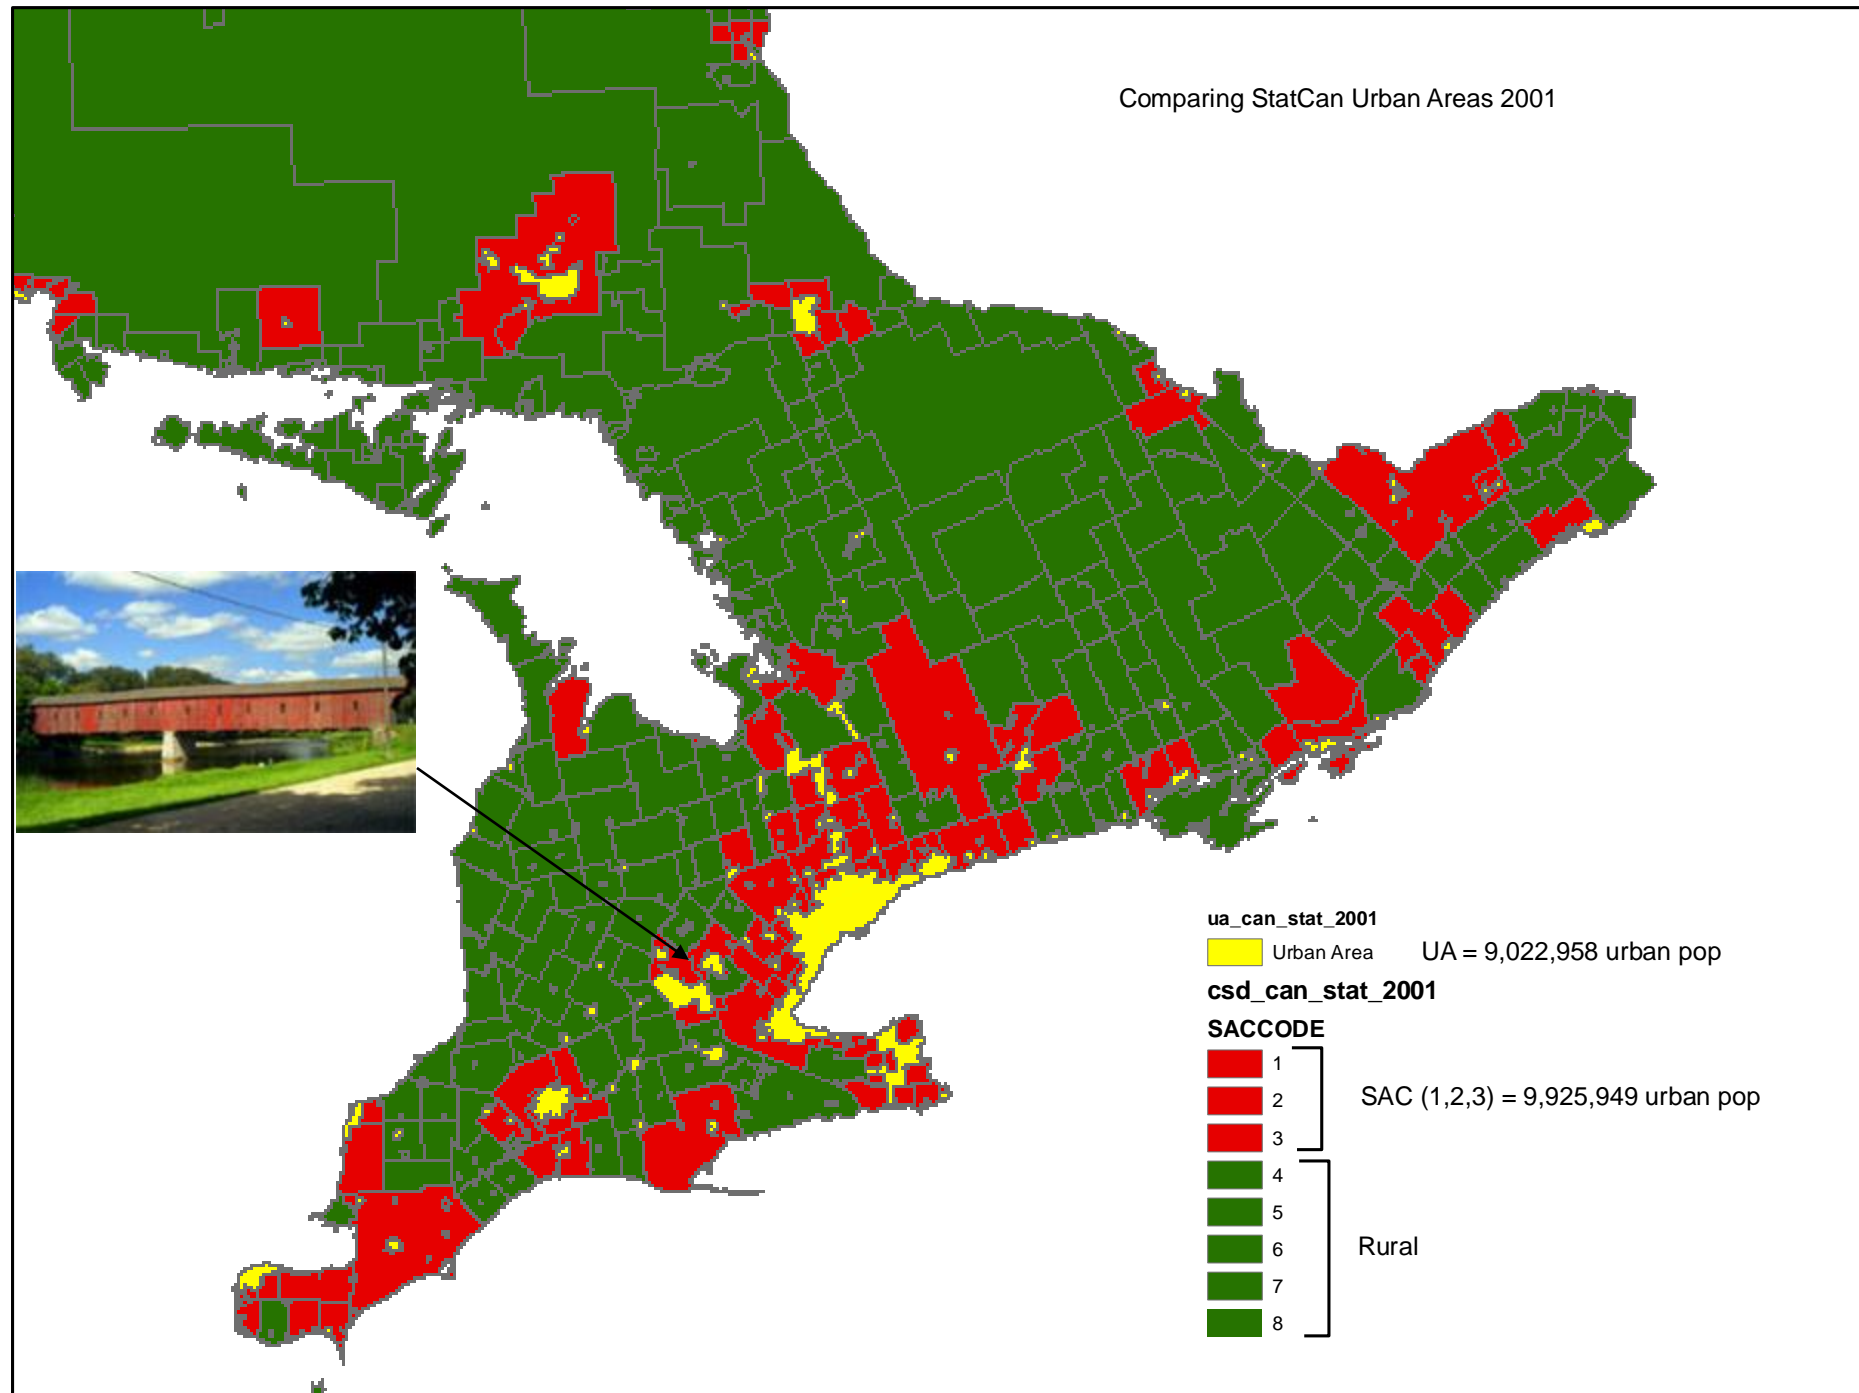 Comparing StatCan Urban Areas 2001
ua_can_stat_2001
Urban Area UA = 9,022,958 urban pop
csd_can_stat_2001
SACCODE
1
2 SAC (1,2,3) = 9,925,949 urban pop
3
4
5
6 Rural
7
8